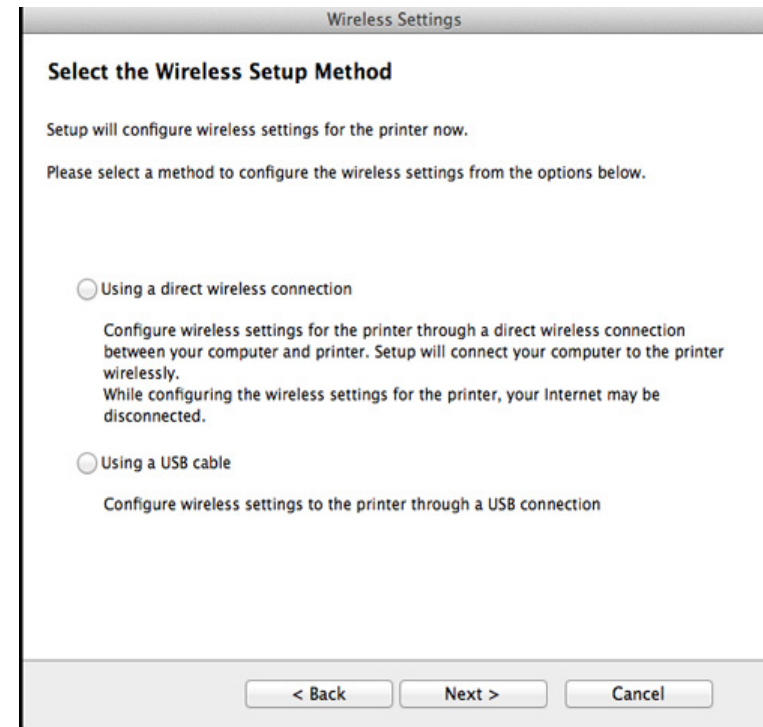 Wireless Settings
Select the Wireless Setup Method
Setup will configure wireless settings for the printer now.
Please select a method to configure the wireless settings from the options below.
Using a direct wireless connection
Configure wireless settings for the printer through a direct wireless connection
between your computer and printer. Setup will connect your computer to the printer
wirelessly.
While configuring the wireless settings for the printer, your Internet may be
disconnected.
Using a USB cable
Configure wireless settings to the printer through a USB connection
< Back Next > Cancel